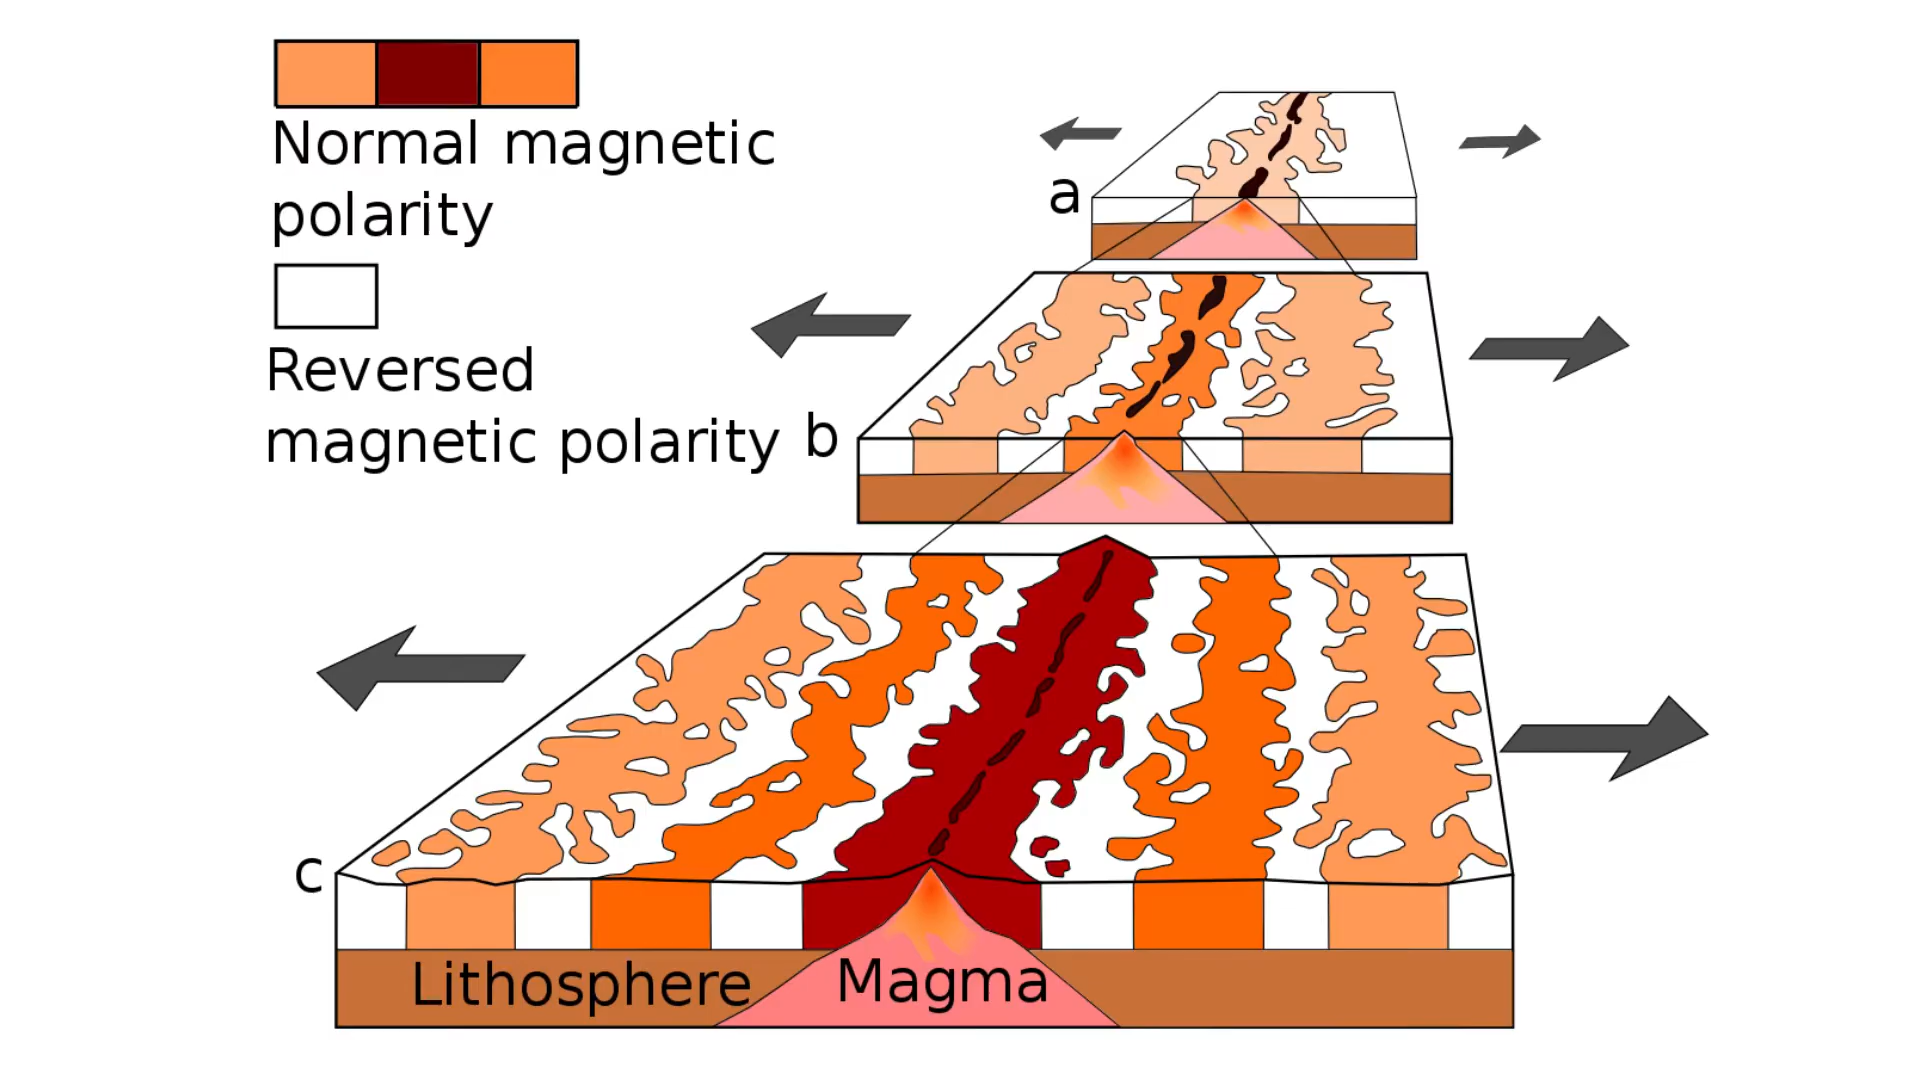 Normal magnetic
polarity
Reversed
magnetic polarity
a
b
c
Lithosphere
Magma